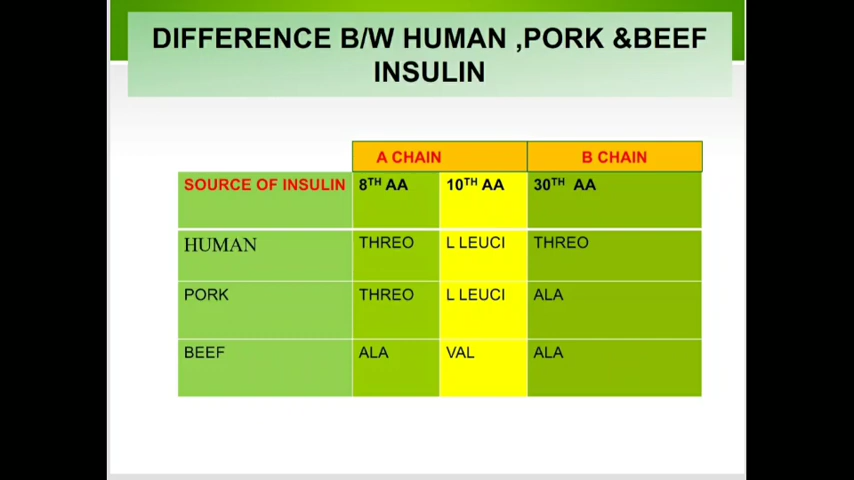 DIFFERENCE B/W HUMAN ,PORK &BEEF
INSULIN
A CHAIN B CHAIN
SOURCE OF INSULIN 8TH AA 10TH AA 30TH AA
HUMAN THREO L LEUCI THREO
PORK THREO L LEUCI ALA
BEEF ALA VAL ALA